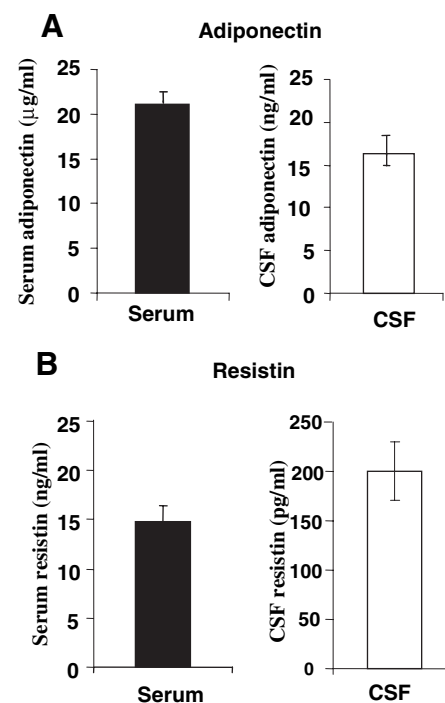 A
Adiponectin
Serum adiponectin (μg/ml)
25
20
15
10
5
0
Serum
CSF adiponectin (ng/ml)
25
20
15
10
5
0
CSF
B
Resistin
Serum resistin (ng/ml)
25
20
15
10
5
0
Serum
CSF resistin (pg/ml)
250
200
150
100
50
0
CSF